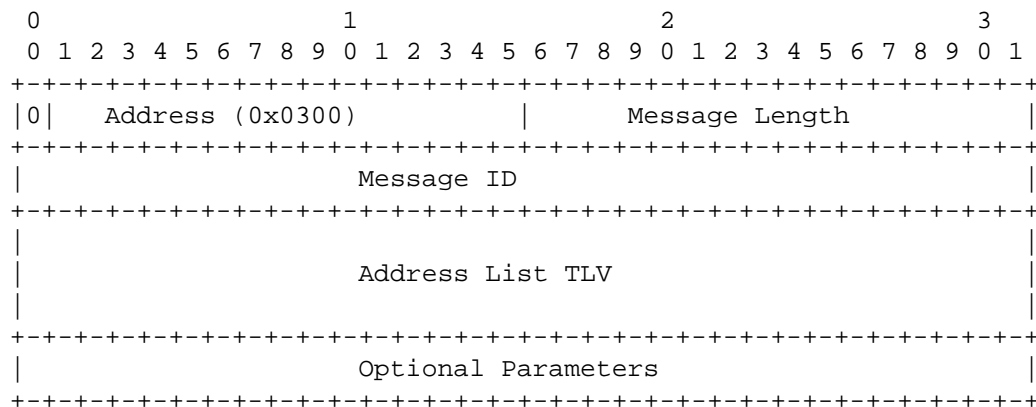 0                   1                   2                   3
 0 1 2 3 4 5 6 7 8 9 0 1 2 3 4 5 6 7 8 9 0 1 2 3 4 5 6 7 8 9 0 1
+-+-+-+-+-+-+-+-+-+-+-+-+-+-+-+-+-+-+-+-+-+-+-+-+-+-+-+-+-+-+-+-+
|0|   Address (0x0300)          |      Message Length           |
+-+-+-+-+-+-+-+-+-+-+-+-+-+-+-+-+-+-+-+-+-+-+-+-+-+-+-+-+-+-+-+-+
|                     Message ID                                |
+-+-+-+-+-+-+-+-+-+-+-+-+-+-+-+-+-+-+-+-+-+-+-+-+-+-+-+-+-+-+-+-+
|                                                               |
|                     Address List TLV                          |
|                                                               |
+-+-+-+-+-+-+-+-+-+-+-+-+-+-+-+-+-+-+-+-+-+-+-+-+-+-+-+-+-+-+-+-+
|                     Optional Parameters                       |
+-+-+-+-+-+-+-+-+-+-+-+-+-+-+-+-+-+-+-+-+-+-+-+-+-+-+-+-+-+-+-+-+